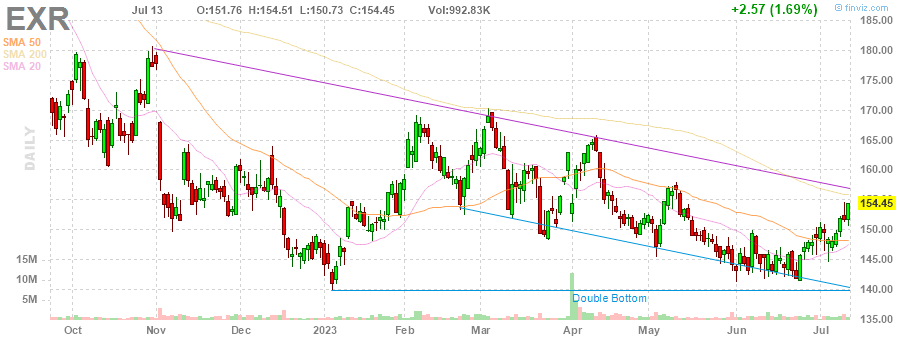 EXR Jul 13 O:151.76 H:154.51 L:150.73 C:154.45 Vol:992.83K +2.57 (1.69%) @ finviz.com
SMA 50
SMA 200
SMA 20
DAILY
185.00
180.00
175.00
170.00
165.00
160.00
155.00
154.45
150.00
145.00
140.00
135.00
15M
10M
5M
Double Bottom
Oct Nov Dec 2023 Feb Mar Apr May Jun Jul